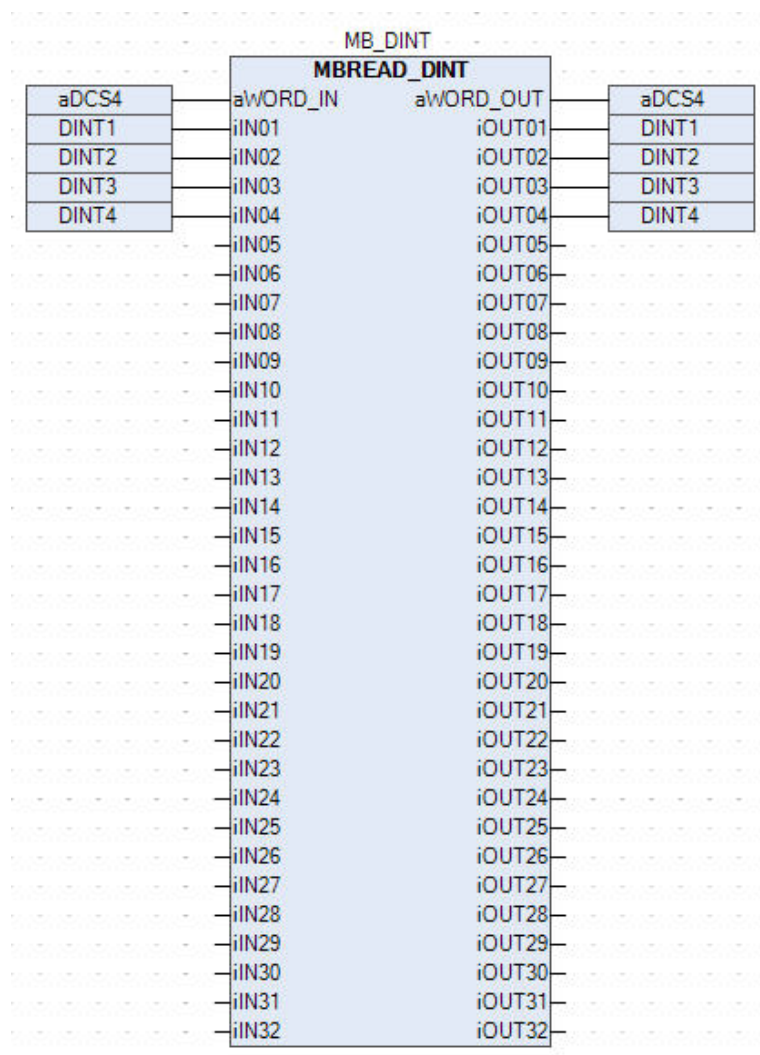 MB_DINT
MBREAD_DINT
aDCS4 aWORD_IN aWORD_OUT aDCS4
DINT1 iIN01 iOUT01 DINT1
DINT2 iIN02 iOUT02 DINT2
DINT3 iIN03 iOUT03 DINT3
DINT4 iIN04 iOUT04 DINT4
iIN05 iOUT05
iIN06 iOUT06
iIN07 iOUT07
iIN08 iOUT08
iIN09 iOUT09
iIN10 iOUT10
iIN11 iOUT11
iIN12 iOUT12
iIN13 iOUT13
iIN14 iOUT14
iIN15 iOUT15
iIN16 iOUT16
iIN17 iOUT17
iIN18 iOUT18
iIN19 iOUT19
iIN20 iOUT20
iIN21 iOUT21
iIN22 iOUT22
iIN23 iOUT23
iIN24 iOUT24
iIN25 iOUT25
iIN26 iOUT26
iIN27 iOUT27
iIN28 iOUT28
iIN29 iOUT29
iIN30 iOUT30
iIN31 iOUT31
iIN32 iOUT32